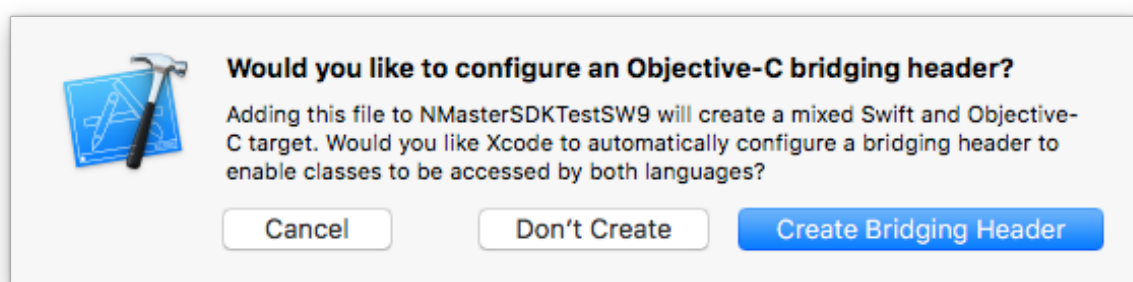 Would you like to configure an Objective-C bridging header?
Adding this file to NMasterSDKTestSW9 will create a mixed Swift and Objective-
C target. Would you like Xcode to automatically configure a bridging header to
enable classes to be accessed by both languages?
Cancel
Don't Create
Create Bridging Header